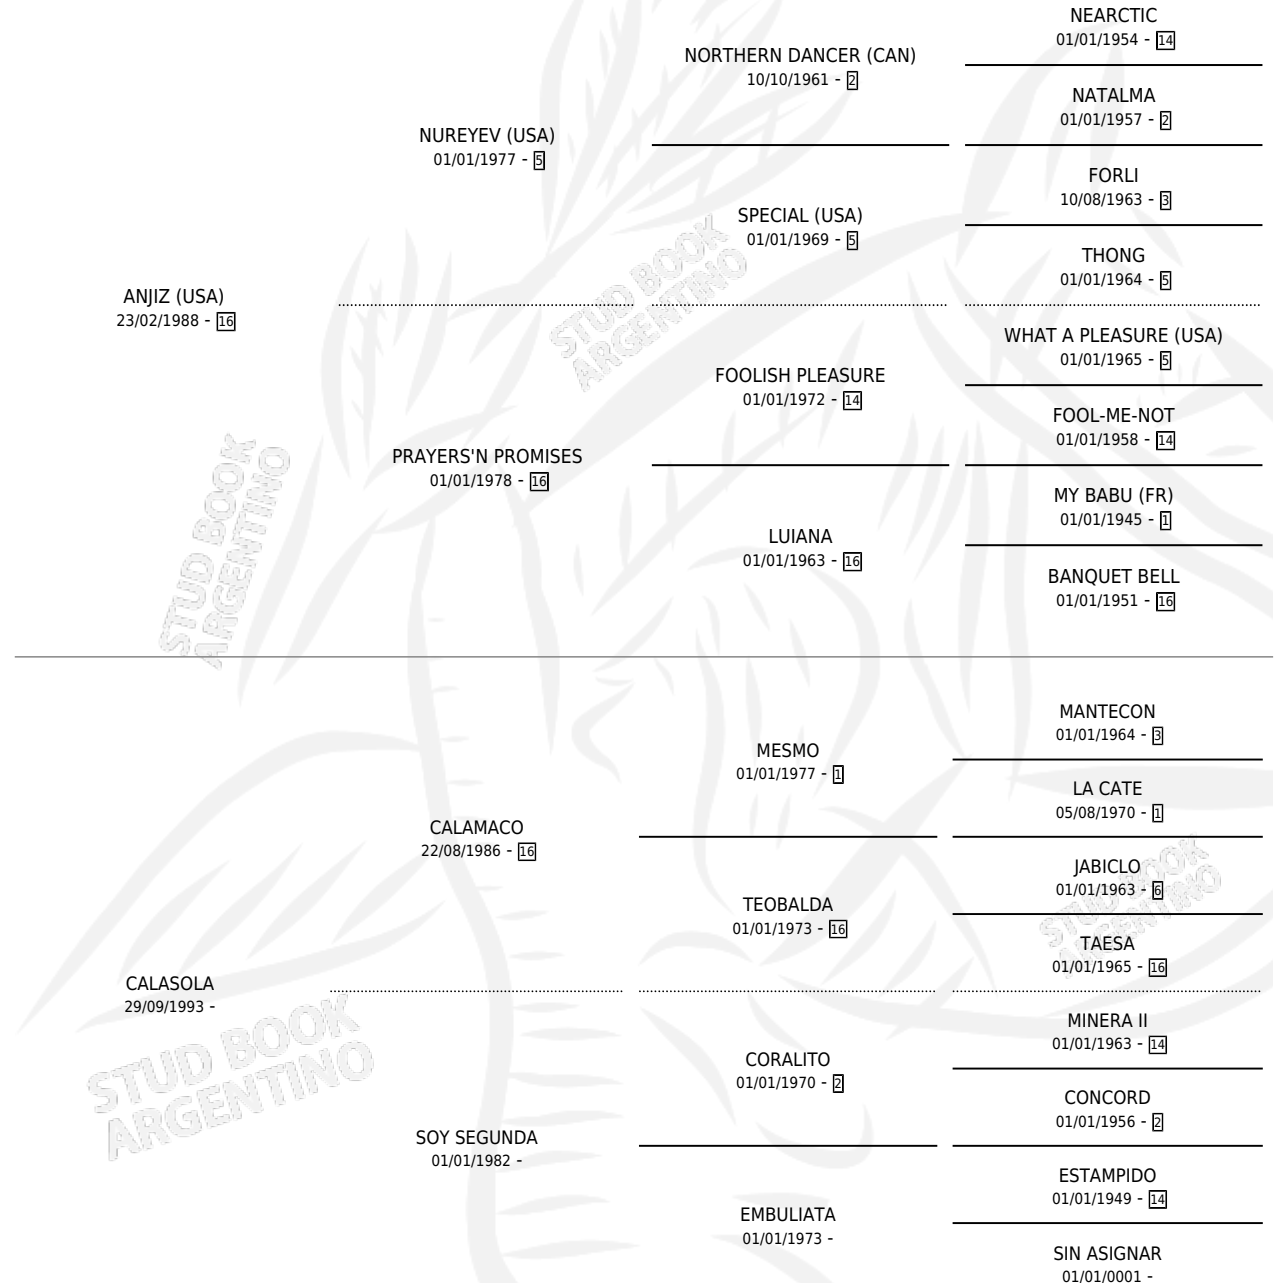 NEARCTIC
01/01/1954 - 14
NORTHERN DANCER (CAN)
10/10/1961 - 2
NATALMA
01/01/1957 - 2
NUREYEV (USA)
01/01/1977 - 5
FORLI
10/08/1963 - 3
SPECIAL (USA)
01/01/1969 - 5
THONG
01/01/1964 - 5
ANJIZ (USA)
23/02/1988 - 16
WHAT A PLEASURE (USA)
01/01/1965 - 5
FOOLISH PLEASURE
01/01/1972 - 14
FOOL-ME-NOT
01/01/1958 - 14
PRAYERS'N PROMISES
01/01/1978 - 16
MY BABU (FR)
01/01/1945 - 1
LUIANA
01/01/1963 - 16
BANQUET BELL
01/01/1951 - 16
MANTECON
01/01/1964 - 3
MESMO
01/01/1977 - 1
LA CATE
05/08/1970 - 1
CALAMACO
22/08/1986 - 16
JABICLO
01/01/1963 - 6
TEOBALDA
01/01/1973 - 16
TAESA
01/01/1965 - 16
CALASOLA
29/09/1993 -
MINERA II
01/01/1963 - 14
CORALITO
01/01/1970 - 2
CONCORD
01/01/1956 - 2
SOY SEGUNDA
01/01/1982 -
ESTAMPIDO
01/01/1949 - 14
EMBULIATA
01/01/1973 -
SIN ASIGNAR
01/01/0001 -
STUD BOOK
ARGENTINO
STUD BOOK
ARGENTINO
STUD BOOK
ARGENTINO
STUD BOOK
ARGENTINO